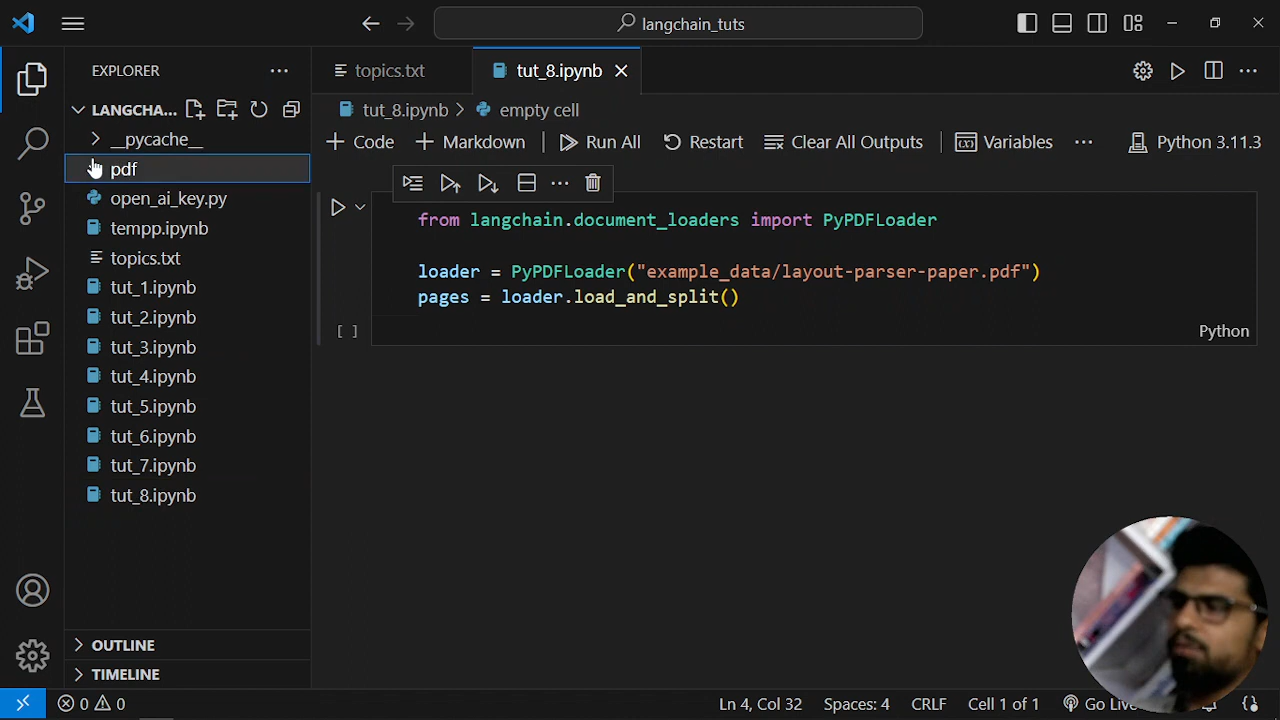 langchain_tuts
EXPLORER
topics.txt
tut_8.ipynb
LANGCHA...
tut_8.ipynb > empty cell
__pycache__
Code
Markdown
Run All
Restart
Clear All Outputs
Variables
Python 3.11.3
pdf
open_ai_key.py
tempp.ipynb
topics.txt
tut_1.ipynb
tut_2.ipynb
tut_3.ipynb
tut_4.ipynb
tut_5.ipynb
tut_6.ipynb
tut_7.ipynb
tut_8.ipynb
from langchain.document_loaders import PyPDFLoader
loader = PyPDFLoader("example_data/layout-parser-paper.pdf")
pages = loader.load_and_split()
[ ]
Python
OUTLINE
TIMELINE
0 0
Ln 4, Col 32
Spaces: 4
CRLF
Cell 1 of 1
Go Live